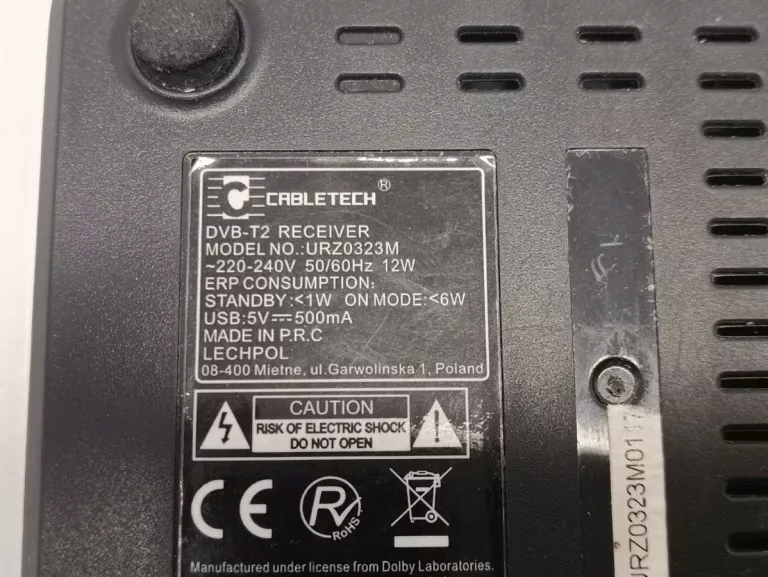 CABLETECH ®
DVB-T2 RECEIVER
MODEL NO.:URZ0323M
~220-240V 50/60Hz 12W
ERP CONSUMPTION:
STANDBY:<1W ON MODE:<6W
USB:5V⎓500mA
MADE IN P.R.C
LECHPOL
08-400 Mietne, ul.Garwolinska 1, Poland
CAUTION
RISK OF ELECTRIC SHOCK
DO NOT OPEN
CE
R
RoHS
Manufactured under license from Dolby Laboratories.